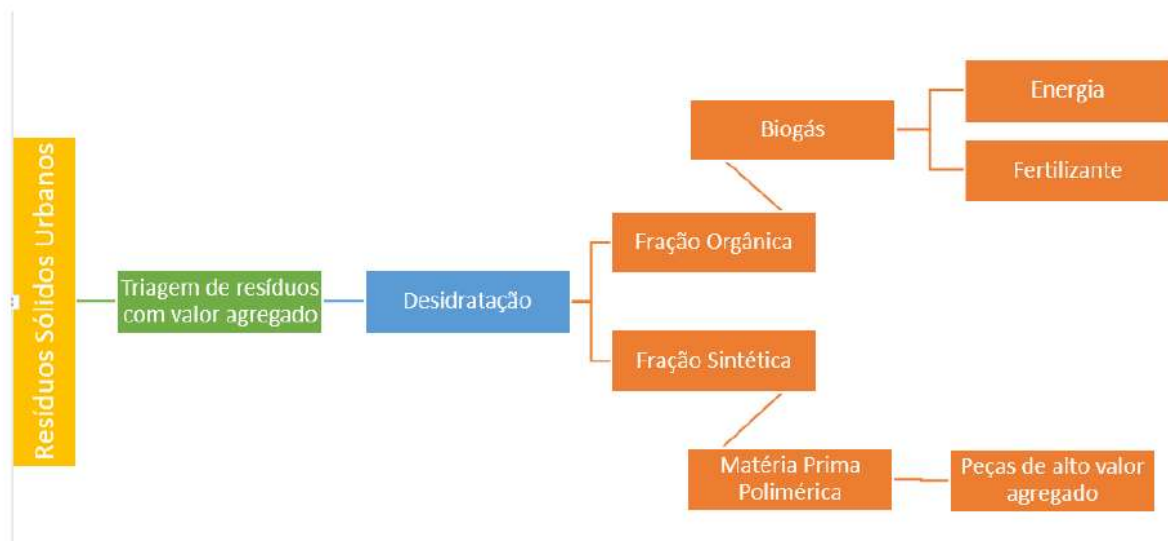 Resíduos Sólidos Urbanos
Triagem de resíduos
com valor agregado
Desidratação
Fração Orgânica
Biogás
Energia
Fertilizante
Fração Sintética
Matéria Prima
Polimérica
Peças de alto valor
agregado